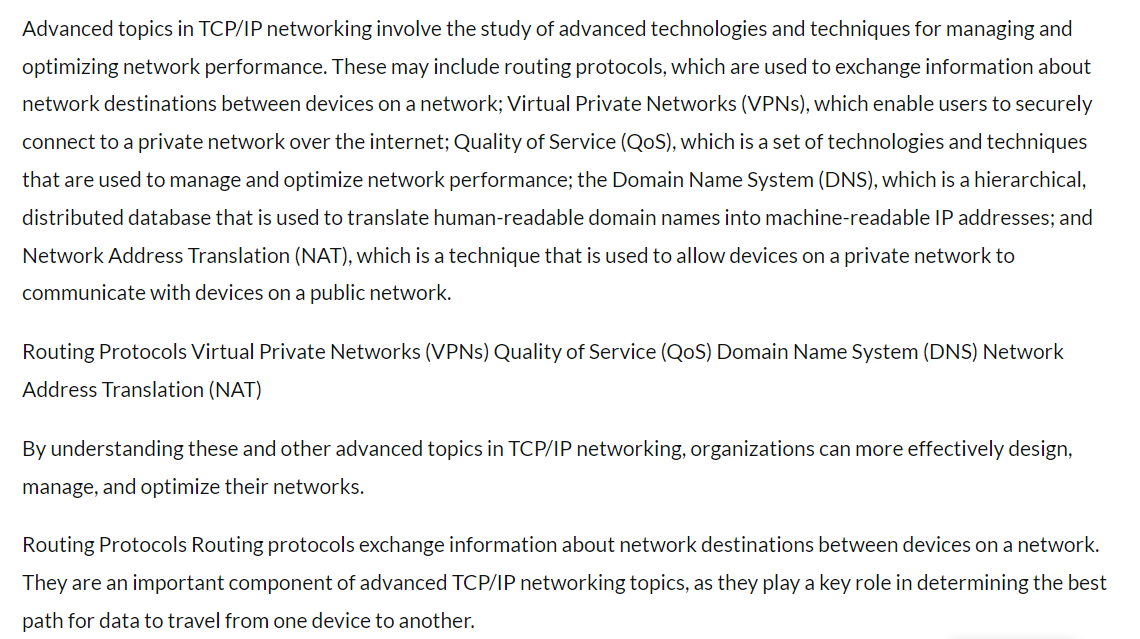 Advanced topics in TCP/IP networking involve the study of advanced technologies and techniques for managing and
optimizing network performance. These may include routing protocols, which are used to exchange information about
network destinations between devices on a network; Virtual Private Networks (VPNs), which enable users to securely
connect to a private network over the internet; Quality of Service (QoS), which is a set of technologies and techniques
that are used to manage and optimize network performance; the Domain Name System (DNS), which is a hierarchical,
distributed database that is used to translate human-readable domain names into machine-readable IP addresses; and
Network Address Translation (NAT), which is a technique that is used to allow devices on a private network to
communicate with devices on a public network.
Routing Protocols Virtual Private Networks (VPNs) Quality of Service (QoS) Domain Name System (DNS) Network
Address Translation (NAT)
By understanding these and other advanced topics in TCP/IP networking, organizations can more effectively design,
manage, and optimize their networks.
Routing Protocols Routing protocols exchange information about network destinations between devices on a network.
They are an important component of advanced TCP/IP networking topics, as they play a key role in determining the best
path for data to travel from one device to another.